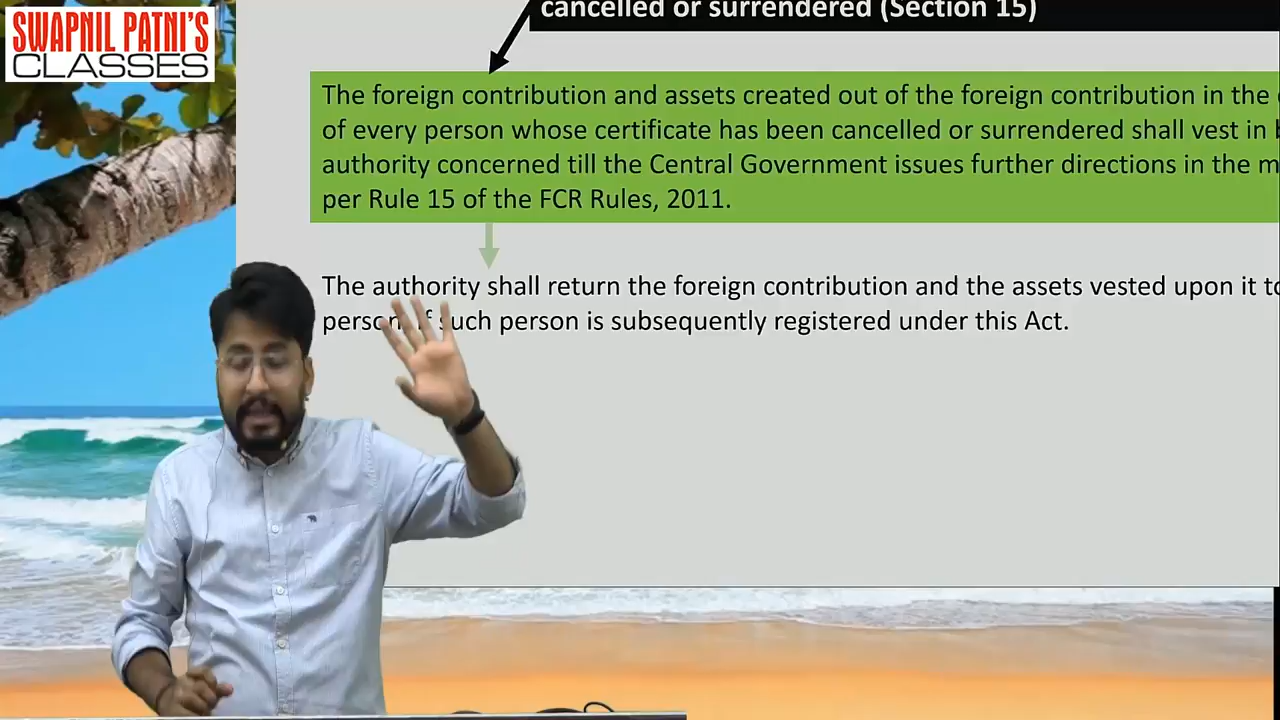 SWAPNIL PATNI'S
CLASSES
cancelled or surrendered (Section 15)
The foreign contribution and assets created out of the foreign contribution in the
of every person whose certificate has been cancelled or surrendered shall vest in
authority concerned till the Central Government issues further directions in the
per Rule 15 of the FCR Rules, 2011.
The authority shall return the foreign contribution and the assets vested upon it
person, if such person is subsequently registered under this Act.